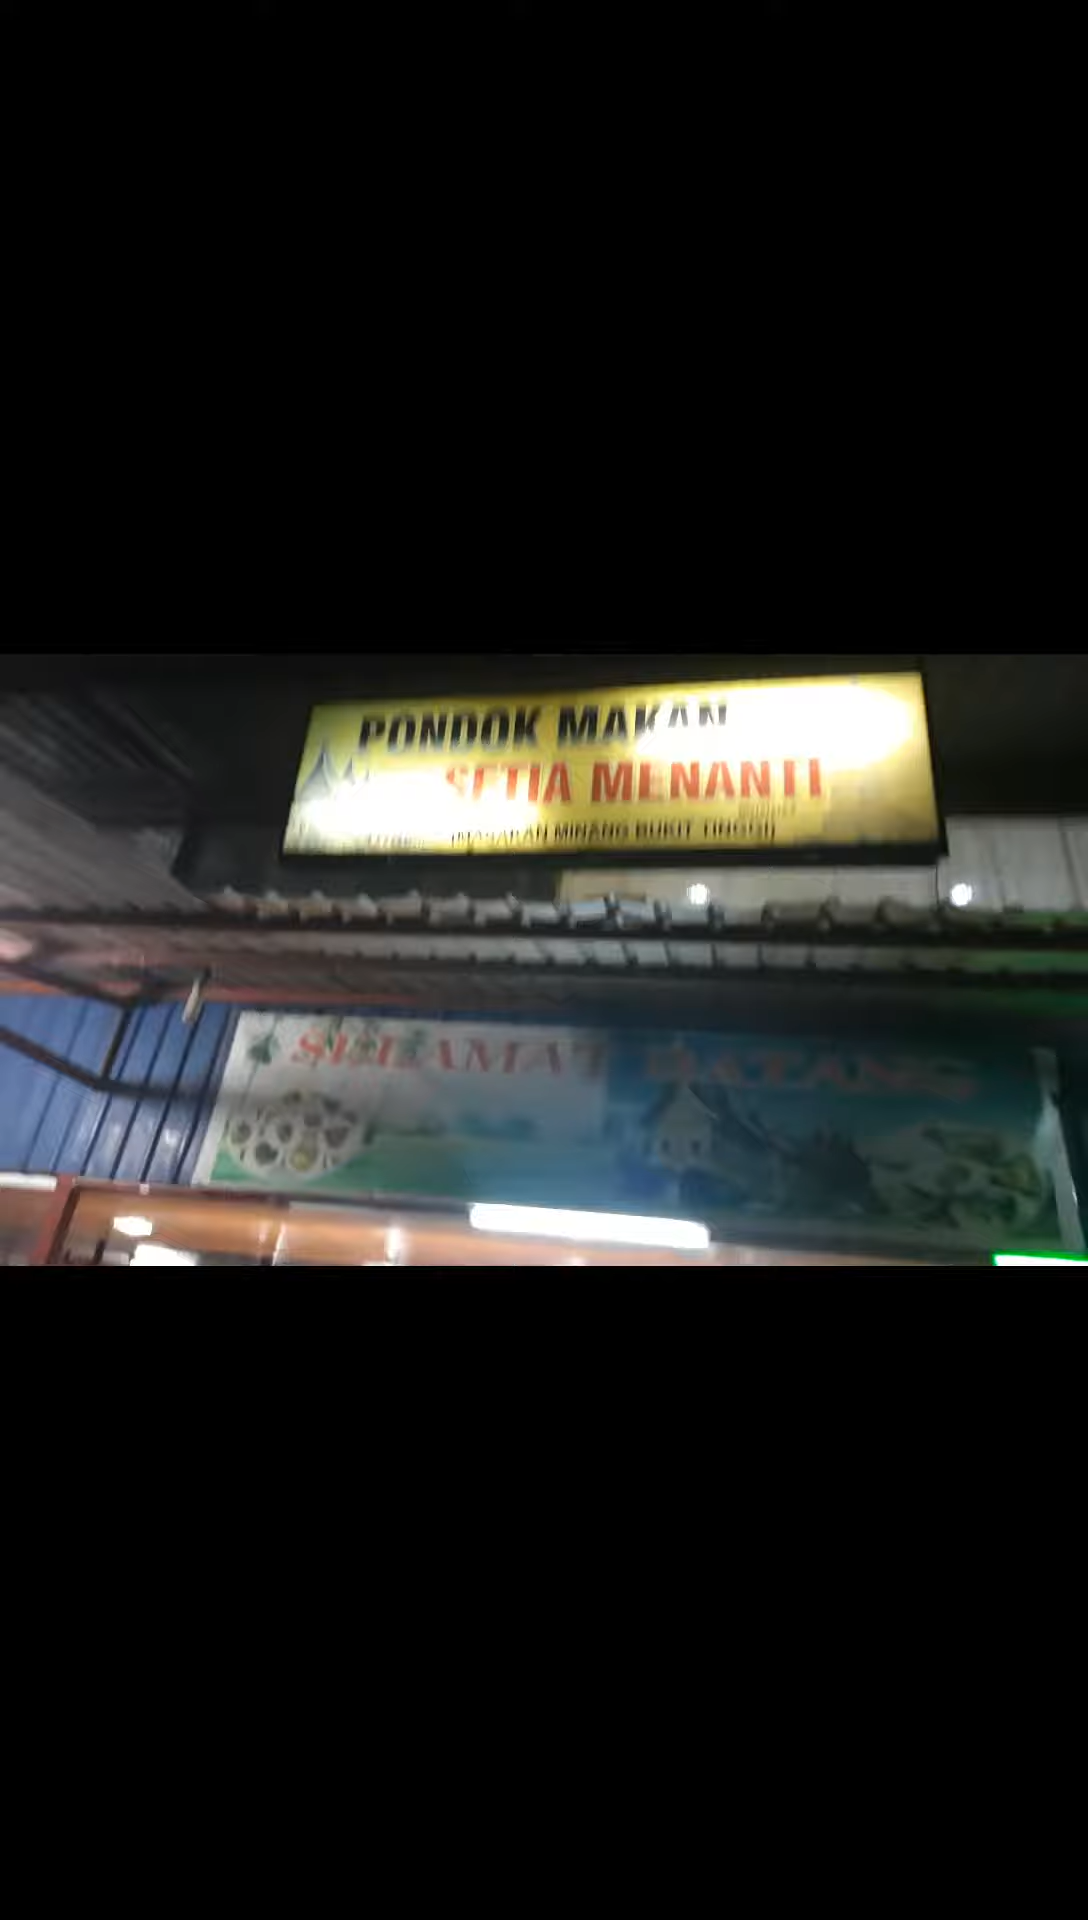 PONDOK MAKAN
SETIA MENANTI
(MASAKAN MINANG BUKIT TINGGI)
SELAMAT DATANG